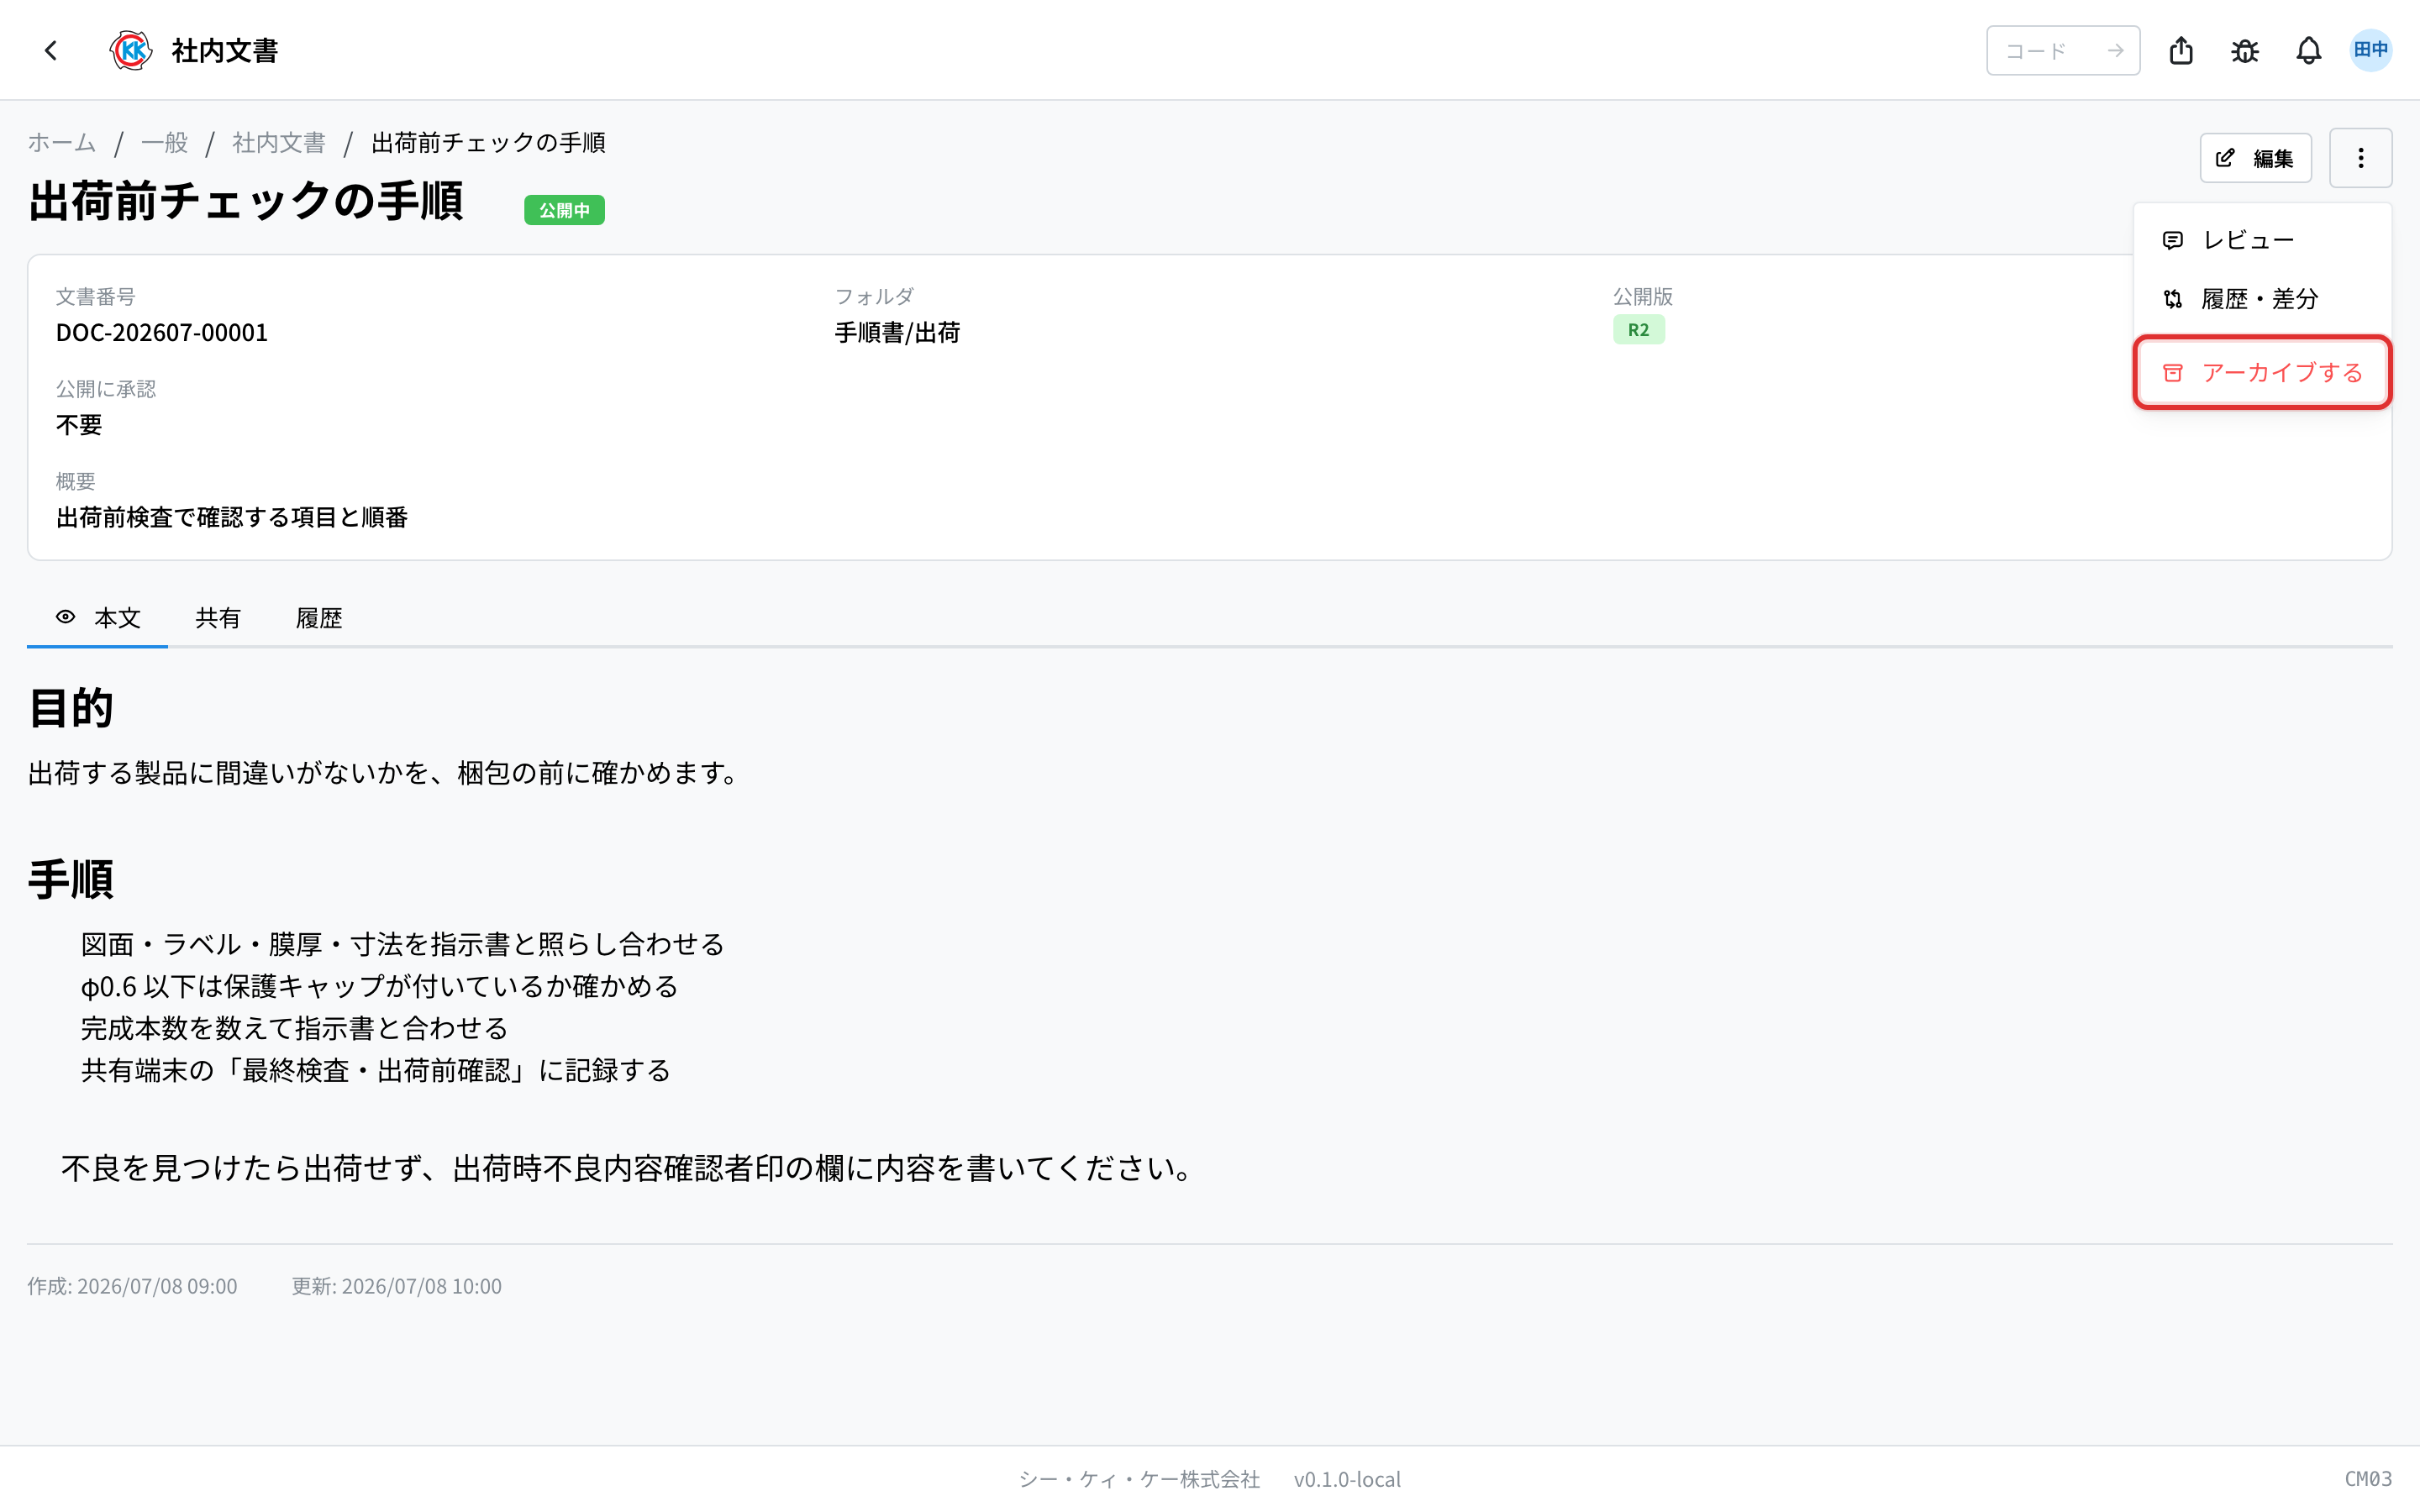 CKK 社内文書
コード
田中
ホーム / 一般 / 社内文書 / 出荷前チェックの手順
編集
出荷前チェックの手順
公開中
レビュー
履歴・差分
アーカイブする
文書番号
DOC-202607-00001
フォルダ
手順書/出荷
公開版
R2
公開に承認
不要
概要
出荷前検査で確認する項目と順番
本文
共有
履歴
目的
出荷する製品に間違いがないかを、梱包の前に確かめます。
手順
図面・ラベル・膜厚・寸法を指示書と照らし合わせる
φ0.6 以下は保護キャップが付いているか確かめる
完成本数を数えて指示書と合わせる
共有端末の「最終検査・出荷前確認」に記録する
不良を見つけたら出荷せず、出荷時不良内容確認者印の欄に内容を書いてください。
作成: 2026/07/08 09:00
更新: 2026/07/08 10:00
シー・ケィ・ケー株式会社
v0.1.0-local
CM03